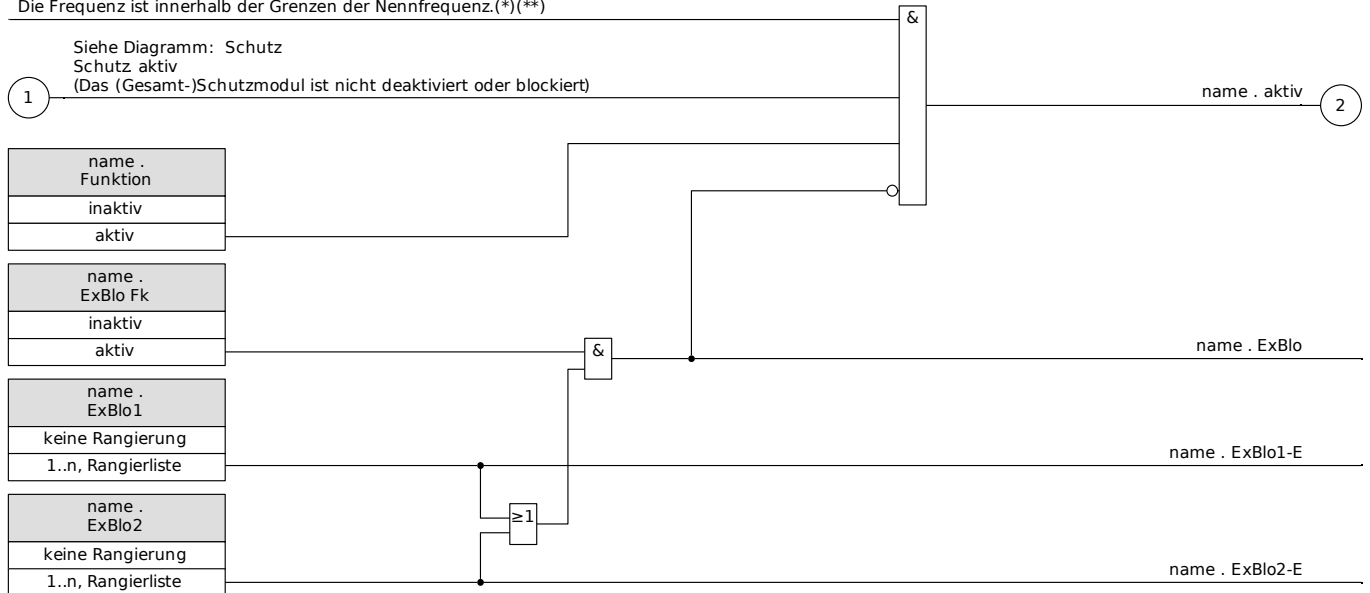 Die Frequenz ist innerhalb der Grenzen der Nennfrequenz.(*)(**)
&
Siehe Diagramm: Schutz
Schutz aktiv
(Das (Gesamt-)Schutzmodul ist nicht deaktiviert oder blockiert)
1
name . aktiv
2
name .
Funktion
inaktiv
aktiv
name .
ExBlo Fk
inaktiv
aktiv
&
name . ExBlo
name .
ExBlo1
keine Rangierung
1..n, Rangierliste
name . ExBlo1-E
name .
ExBlo2
≥1
keine Rangierung
1..n, Rangierliste
name . ExBlo2-E